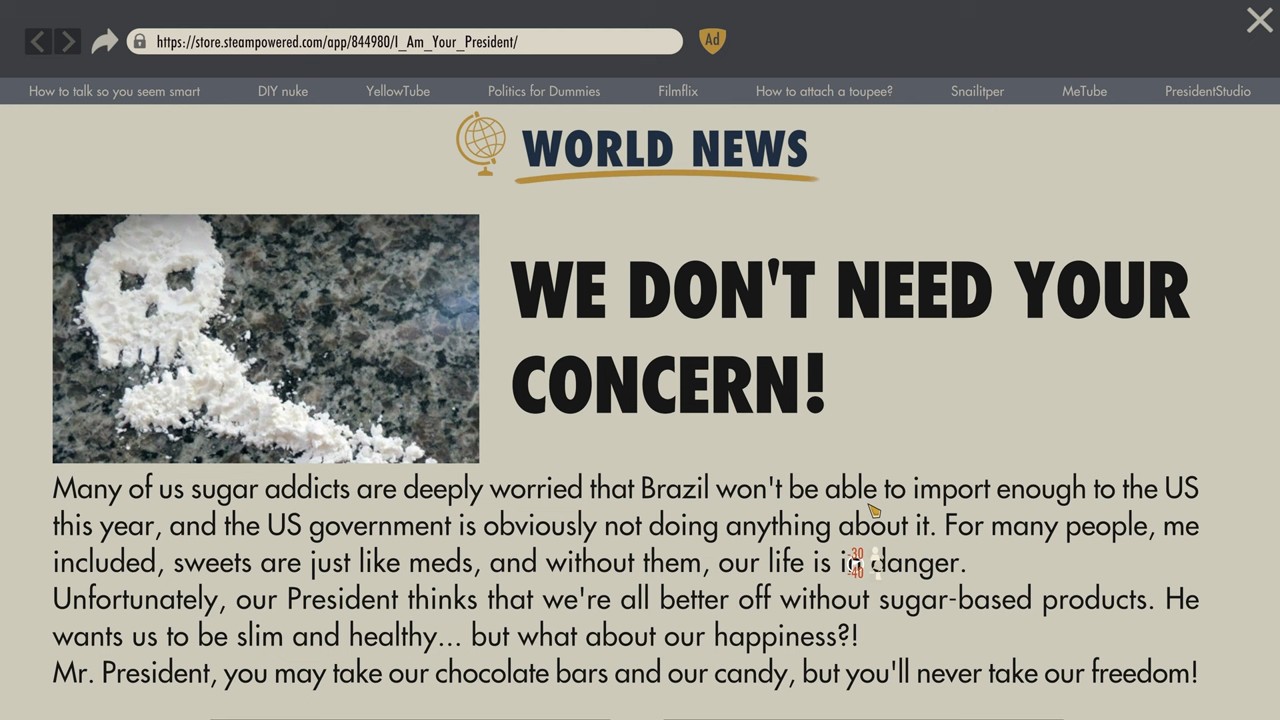 https://store.steampowered.com/app/844980/I_Am_Your_President/
Ad
How to talk so you seem smart DIY nuke YellowTube Politics for Dummies Filmflix How to attach a toupee? Snailitper MeTube PresidentStudio
WORLD NEWS
WE DON'T NEED YOUR
CONCERN!
Many of us sugar addicts are deeply worried that Brazil won't be able to import enough to the US
this year, and the US government is obviously not doing anything about it. For many people, me
included, sweets are just like meds, and without them, our life is in danger.
-30
-40
Unfortunately, our President thinks that we're all better off without sugar-based products. He
wants us to be slim and healthy... but what about our happiness?!
Mr. President, you may take our chocolate bars and our candy, but you'll never take our freedom!